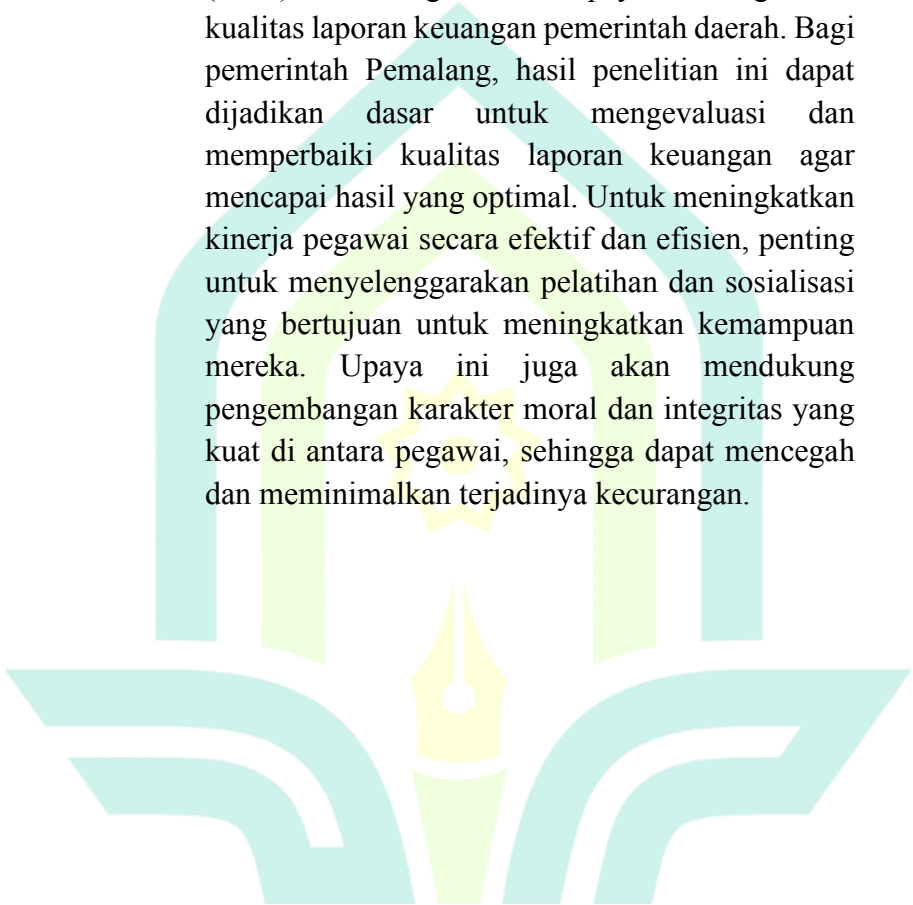 kualitas laporan keuangan pemerintah daerah. Bagi
pemerintah Pemalang, hasil penelitian ini dapat
dijadikan dasar untuk mengevaluasi dan
memperbaiki kualitas laporan keuangan agar
mencapai hasil yang optimal. Untuk meningkatkan
kinerja pegawai secara efektif dan efisien, penting
untuk menyelenggarakan pelatihan dan sosialisasi
yang bertujuan untuk meningkatkan kemampuan
mereka. Upaya ini juga akan mendukung
pengembangan karakter moral dan integritas yang
kuat di antara pegawai, sehingga dapat mencegah
dan meminimalkan terjadinya kecurangan.